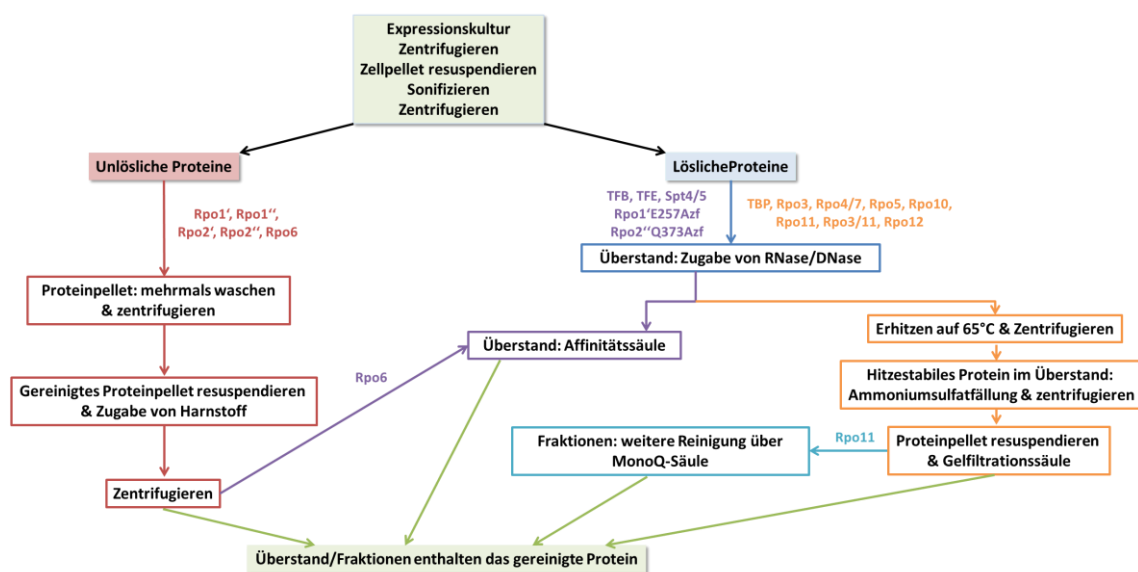 Expressionskultur
Zentrifugieren
Zellpellet resuspendieren
Sonifizieren
Zentrifugieren
Unlösliche Proteine
LöslicheProteine
Rpo1‘, Rpo1‘‘,
Rpo2‘, Rpo2‘‘, Rpo6
TFB, TFE, Spt4/5
Rpo1‘E257Azf
Rpo2‘‘Q373Azf
TBP, Rpo3, Rpo4/7, Rpo5, Rpo10,
Rpo11, Rpo3/11, Rpo12
Überstand: Zugabe von RNase/DNase
Proteinpellet: mehrmals waschen
& zentrifugieren
Erhitzen auf 65°C & Zentrifugieren
Überstand: Affinitätssäule
Rpo6
Gereinigtes Proteinpellet resuspendieren
& Zugabe von Harnstoff
Hitzestabiles Protein im Überstand:
Ammoniumsulfatfällung & zentrifugieren
Fraktionen: weitere Reinigung über
MonoQ-Säule
Rpo11
Proteinpellet resuspendieren
& Gelfiltrationssäule
Zentrifugieren
Überstand/Fraktionen enthalten das gereinigte Protein